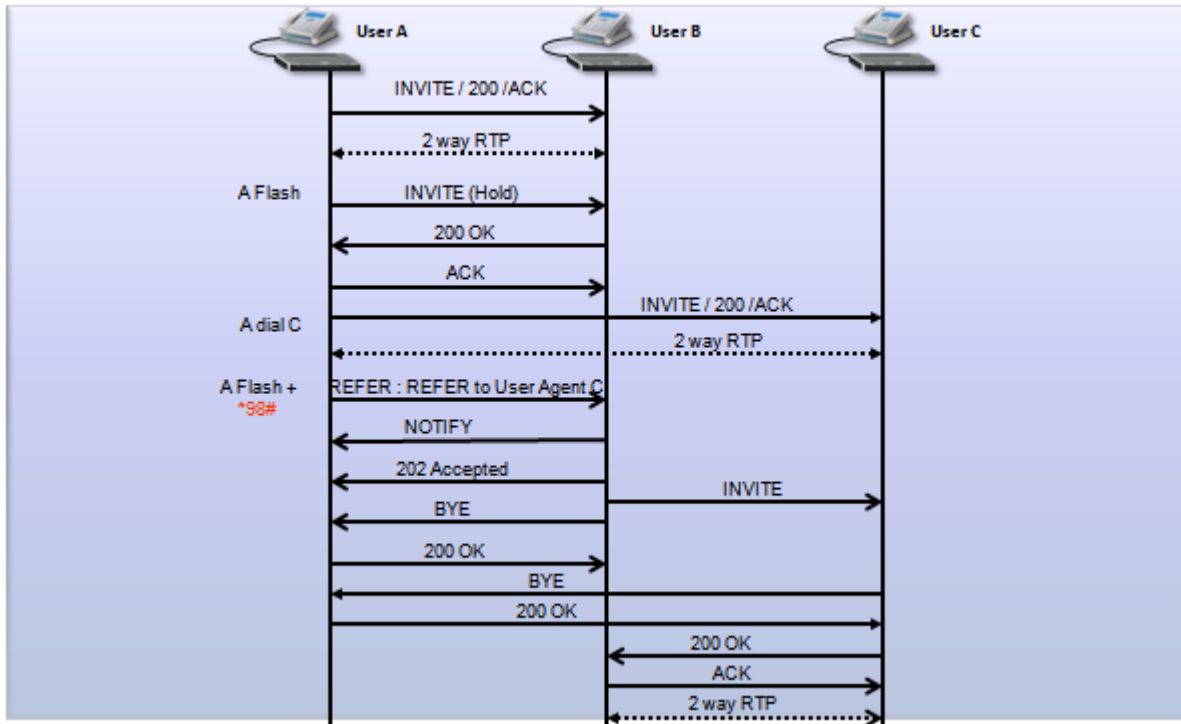 User A
User B
User C
INVITE / 200 /ACK
2 way RTP
A Flash
INVITE (Hold)
200 OK
ACK
INVITE / 200 /ACK
A dial C
2 way RTP
A Flash +
REFER : REFER to User Agent C
*98#
NOTIFY
202 Accepted
INVITE
BYE
200 OK
BYE
200 OK
200 OK
ACK
2 way RTP